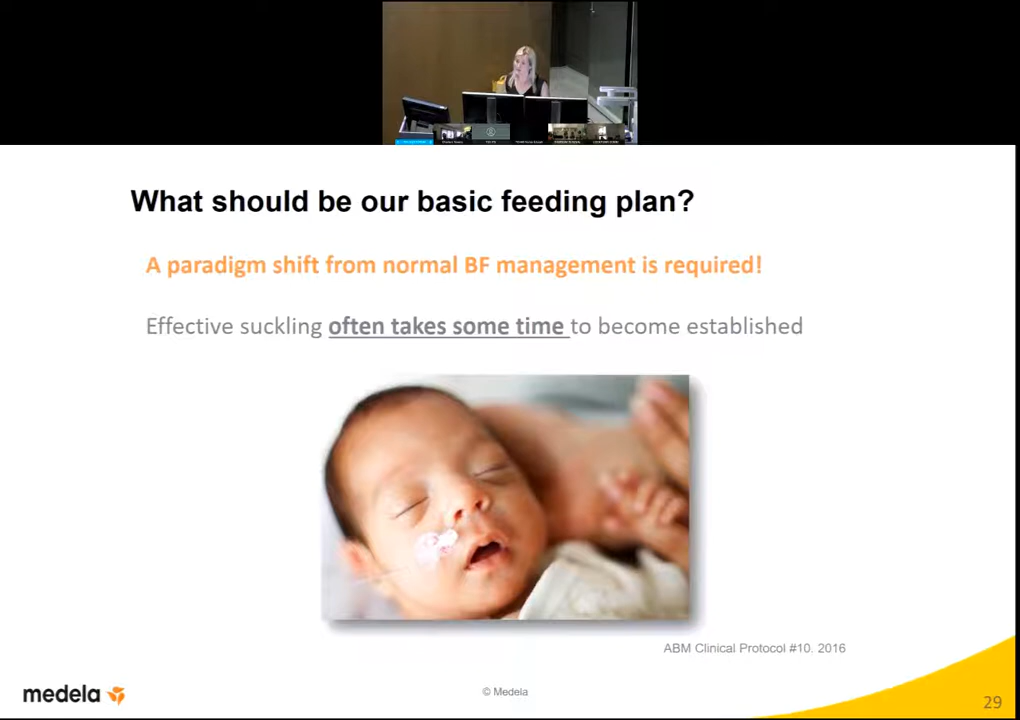 What should be our basic feeding plan?
A paradigm shift from normal BF management is required!
Effective suckling often takes some time to become established
ABM Clinical Protocol #10. 2016
medela
© Medela
29